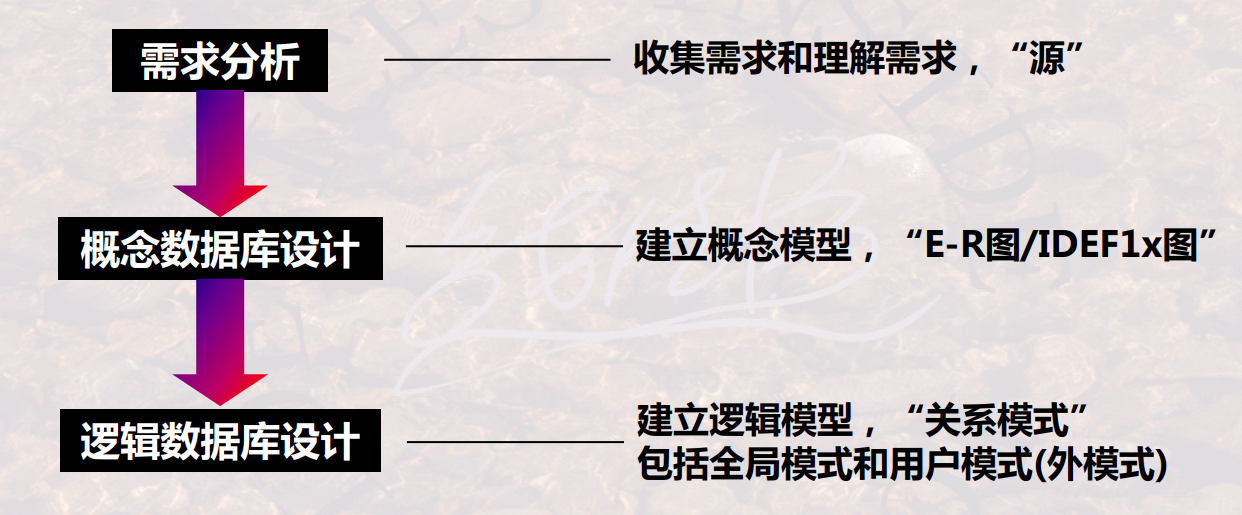 需求分析
收集需求和理解需求，“源”
概念数据库设计
建立概念模型，“E-R图/IDEF1x图”
逻辑数据库设计
建立逻辑模型，“关系模式”
包括全局模式和用户模式(外模式)